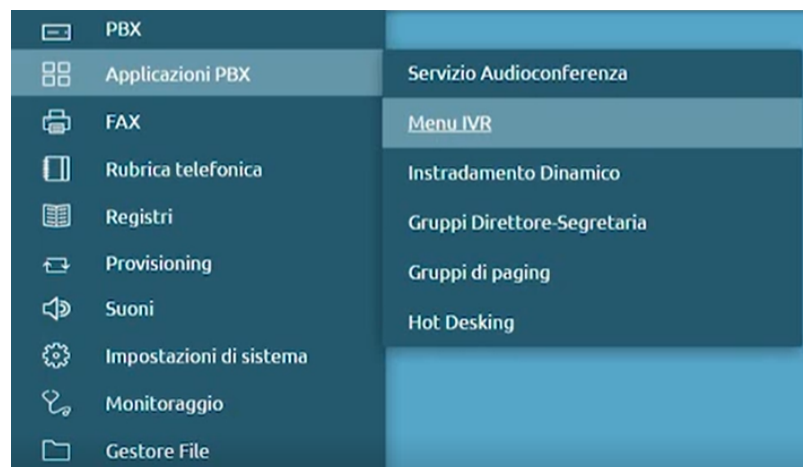 PBX
Applicazioni PBX
FAX
Rubrica telefonica
Registri
Provisioning
Suoni
Impostazioni di sistema
Monitoraggio
Gestore File
Servizio Audioconferenza
Menu IVR
Instradamento Dinamico
Gruppi Direttore-Segretaria
Gruppi di paging
Hot Desking